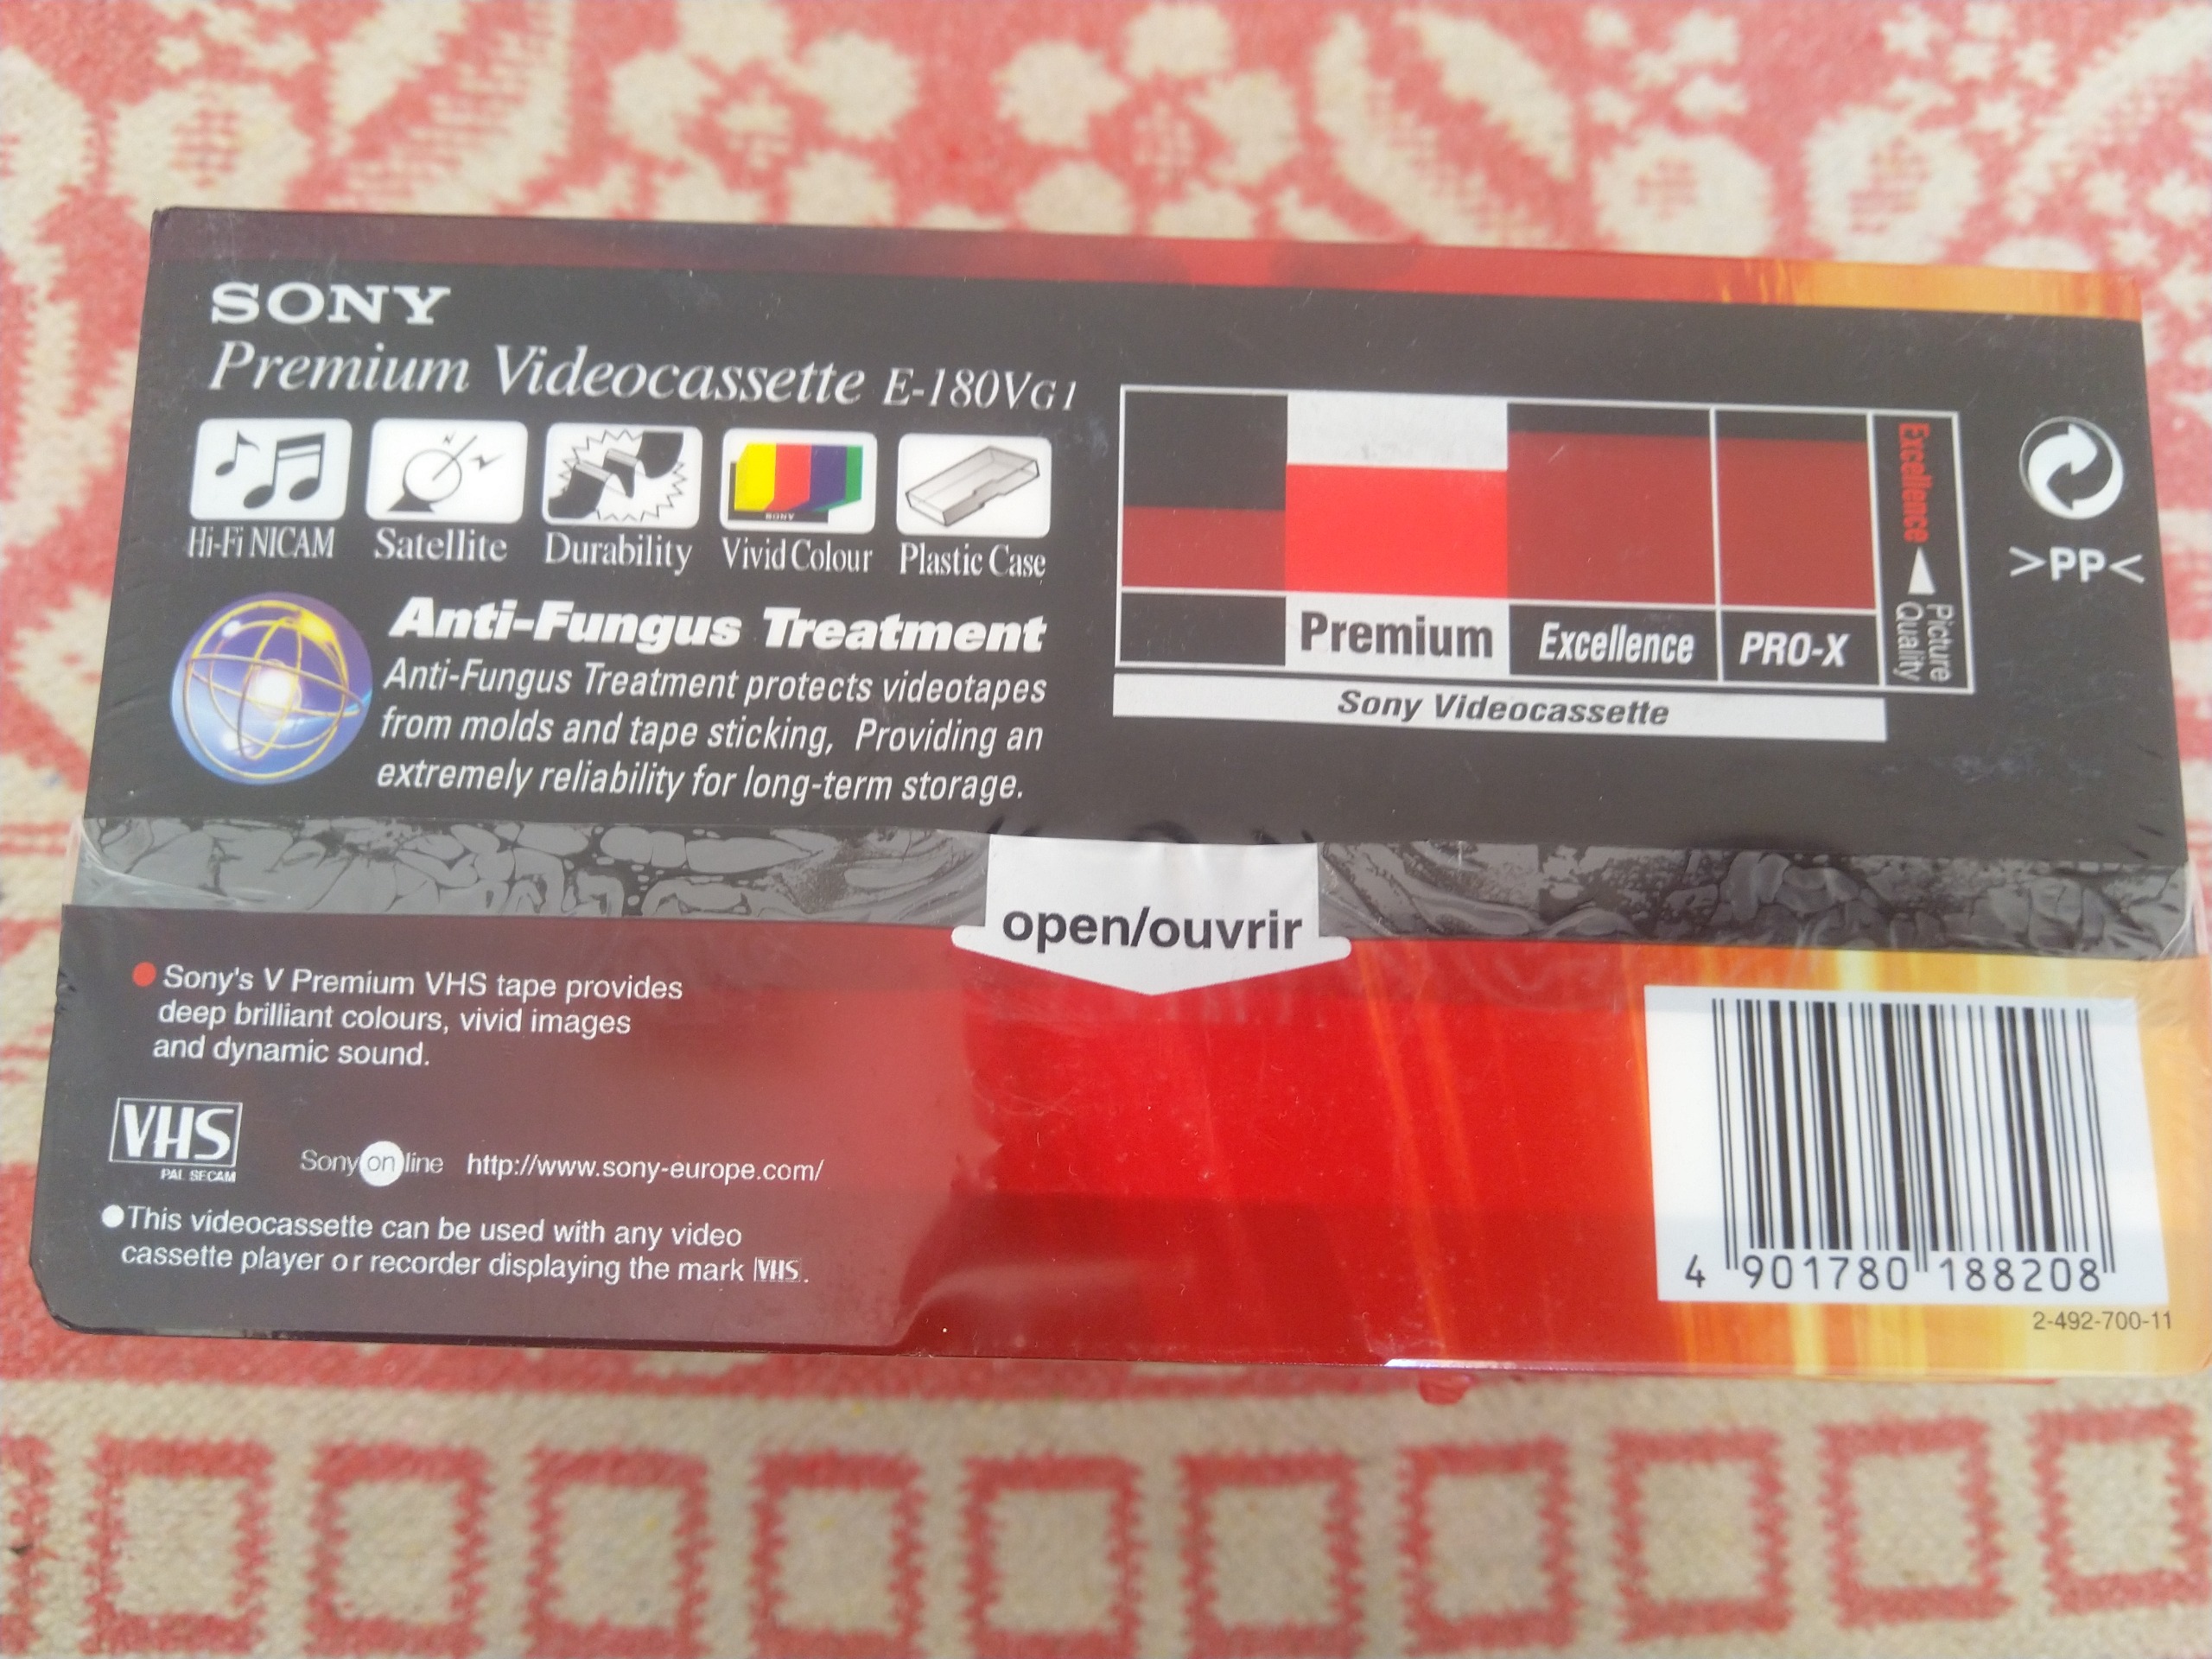 SONY
Premium Videocassette E-180VG1
Hi-Fi NICAM
Satellite
Durability
SONY
Vivid Colour
Plastic Case
Anti-Fungus Treatment
Anti-Fungus Treatment protects videotapes
from molds and tape sticking, Providing an
extremely reliability for long-term storage.
Premium
Excellence
PRO-X
Sony Videocassette
Excellence
Picture
Quality
>PP<
open/ouvrir
Sony's V Premium VHS tape provides
deep brilliant colours, vivid images
and dynamic sound.
VHS
PAL SECAM
Sony on line http://www.sony-europe.com/
This videocassette can be used with any video
cassette player or recorder displaying the mark VHS.
4 901780 188208
2-492-700-11